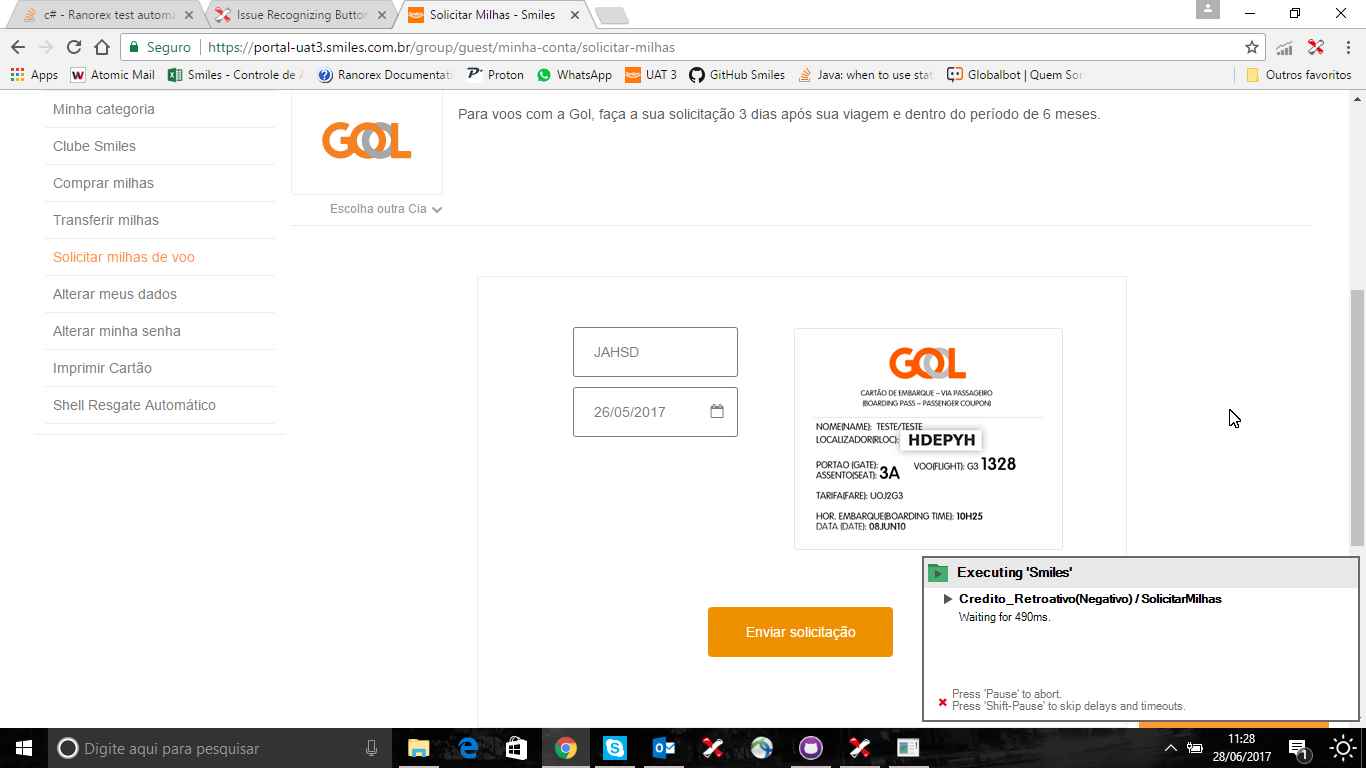 c# - Ranorex test automa
Issue Recognizing Button
Solicitar Milhas - Smiles
Seguro
https://portal-uat3.smiles.com.br/group/guest/minha-conta/solicitar-milhas
Apps
Atomic Mail
Smiles - Controle de A
Ranorex Documentati
Proton
WhatsApp
UAT 3
GitHub Smiles
Java: when to use stat
Globalbot | Quem Son
Outros favoritos
Minha categoria
Clube Smiles
Comprar milhas
Transferir milhas
Solicitar milhas de voo
Alterar meus dados
Alterar minha senha
Imprimir Cartão
Shell Resgate Automático
GOL
Para voos com a Gol, faça a sua solicitação 3 dias após sua viagem e dentro do período de 6 meses.
Escolha outra Cia
JAHSD
26/05/2017
GOL
CARTÃO DE EMBARQUE – VIA PASSAGEIRO
(BOARDING PASS – PASSENGER COUPON)
NOME(NAME): TESTE/TESTE
LOCALIZADOR(RLOC): HDEPYH
PORTAO (GATE):
ASSENTO(SEAT): 3A
VOO(FLIGHT): G3 1328
TARIFA(FARE): UOJ2G3
HOR. EMBARQUE(BOARDING TIME): 10H25
DATA (DATE): 08JUN10
Enviar solicitação
Executing 'Smiles'
Credito_Retroativo(Negativo) / SolicitarMilhas
Waiting for 490ms.
Press 'Pause' to abort.
Press 'Shift-Pause' to skip delays and timeouts.
Digite aqui para pesquisar
11:28
28/06/2017
1